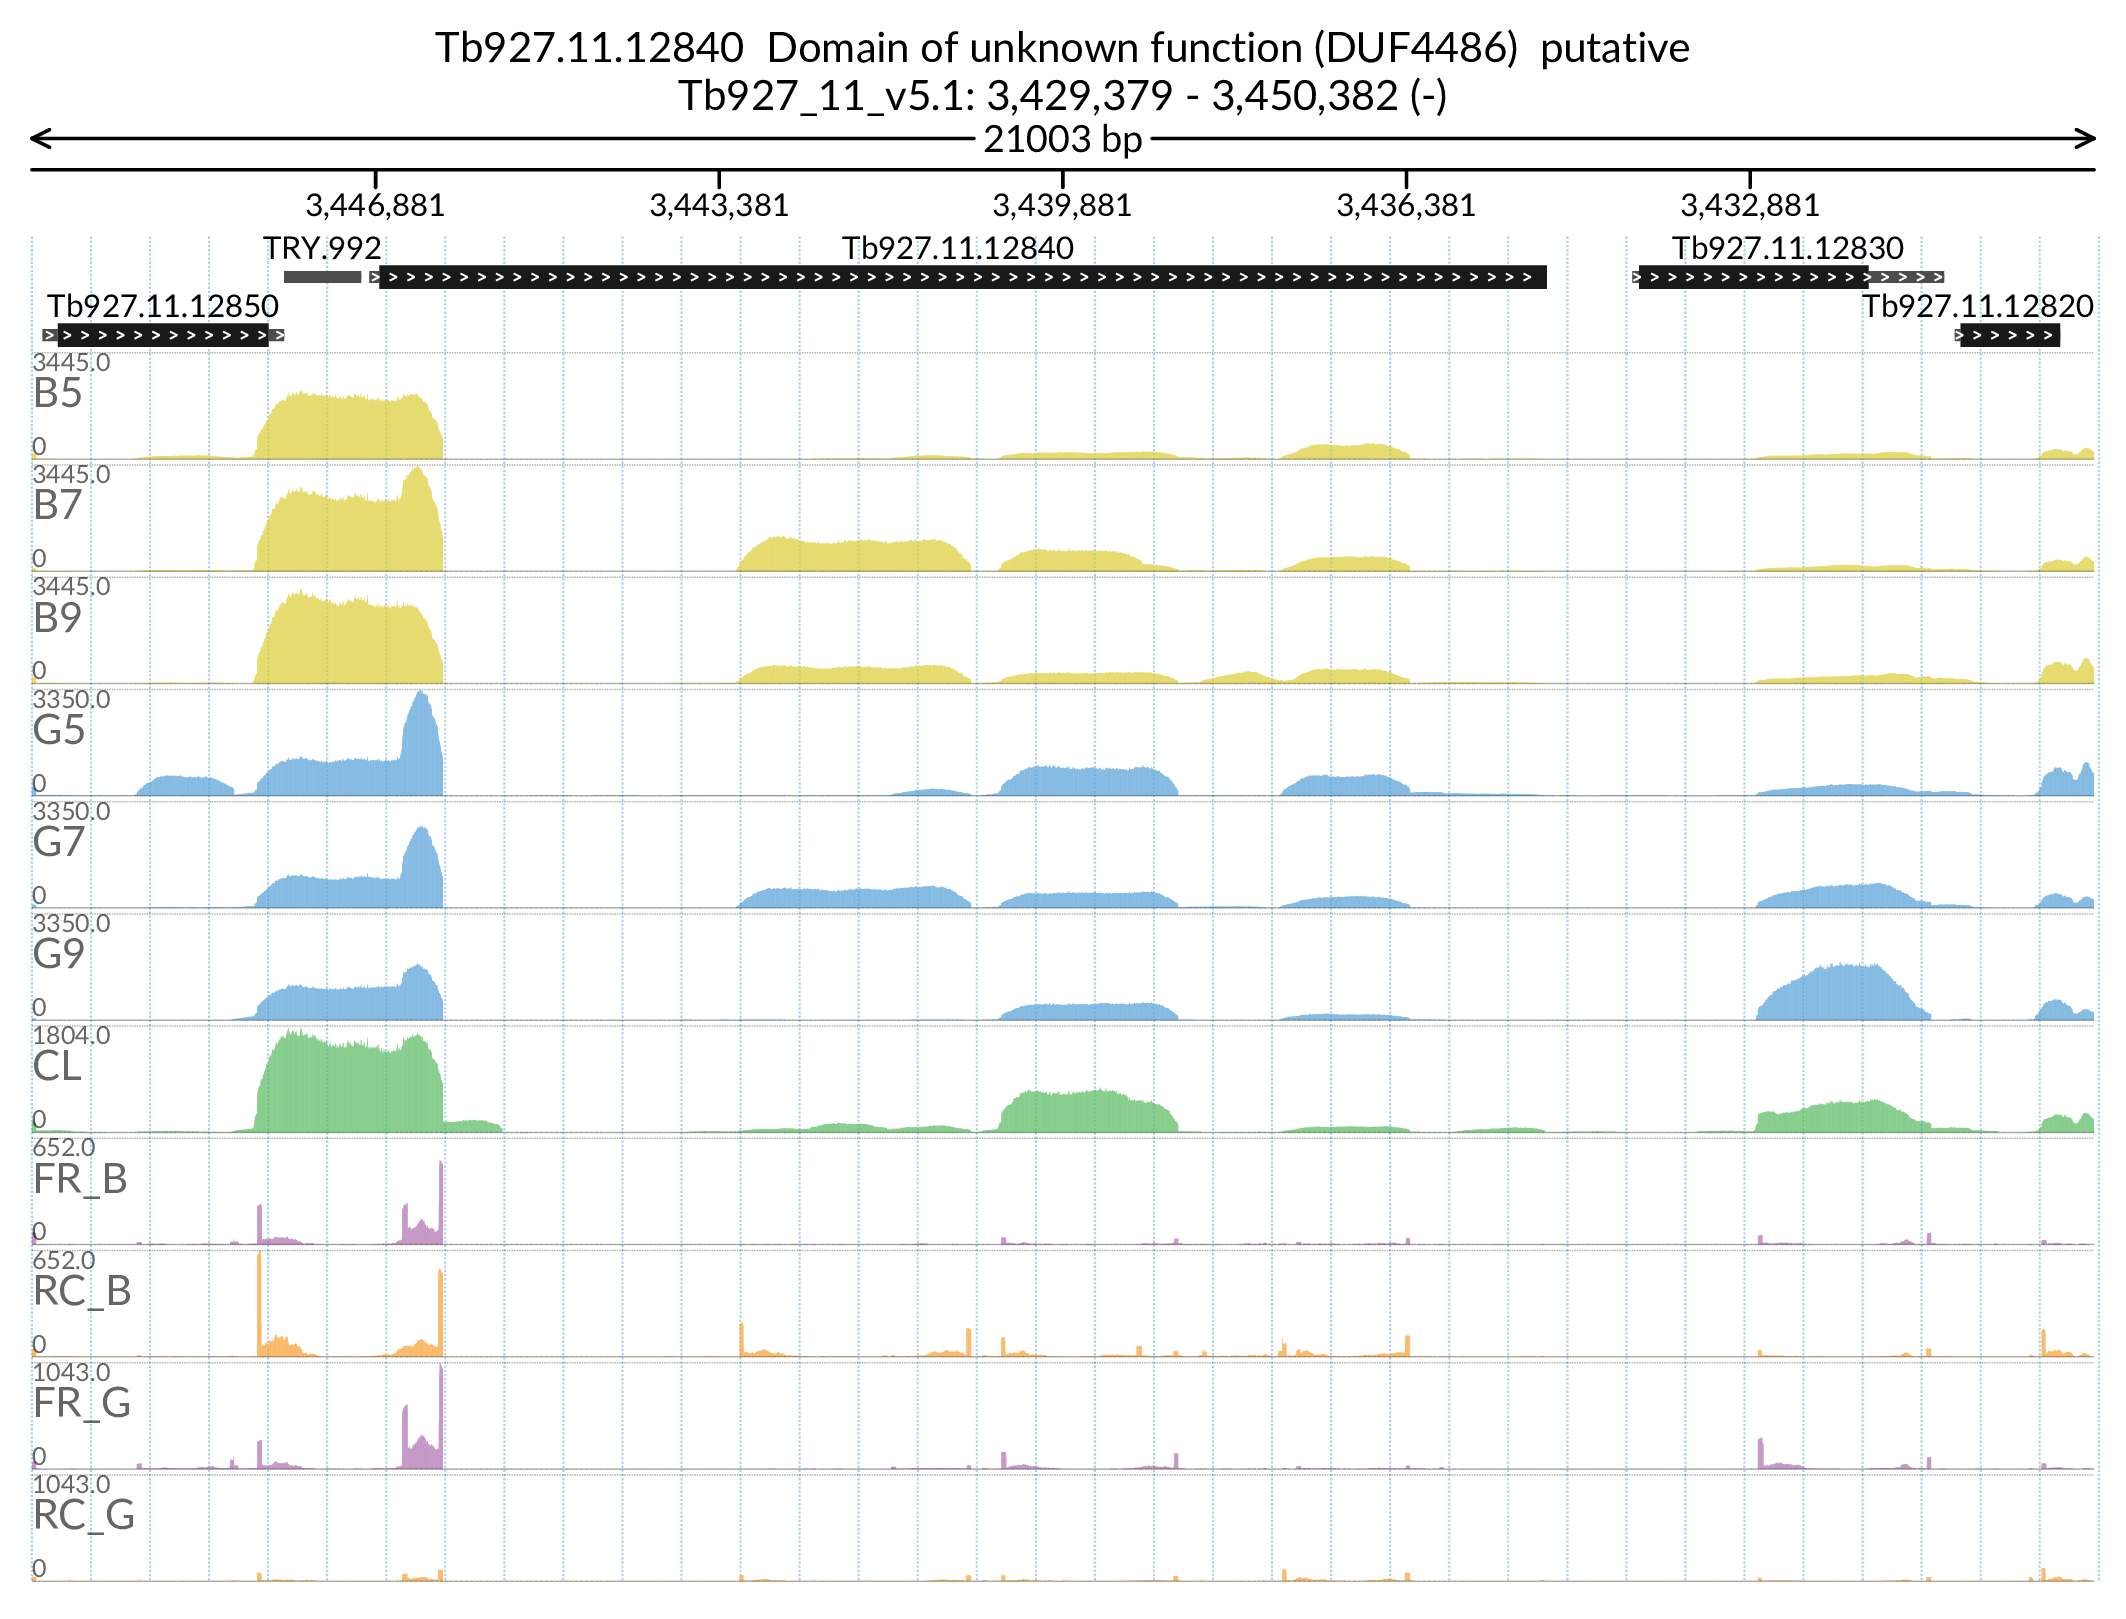 Tb927.11.12840  Domain of unknown function (DUF4486)  putative
Tb927_11_v5.1: 3,429,379 - 3,450,382 (-)
21003 bp
3,446,881 3,443,381 3,439,881 3,436,381 3,432,881
TRY.992 Tb927.11.12840 Tb927.11.12830
Tb927.11.12850 Tb927.11.12820
3445.0
B5
0
3445.0
B7
0
3445.0
B9
0
3350.0
G5
0
3350.0
G7
0
3350.0
G9
0
1804.0
CL
0
652.0
FR_B
0
652.0
RC_B
0
1043.0
FR_G
0
1043.0
RC_G
0